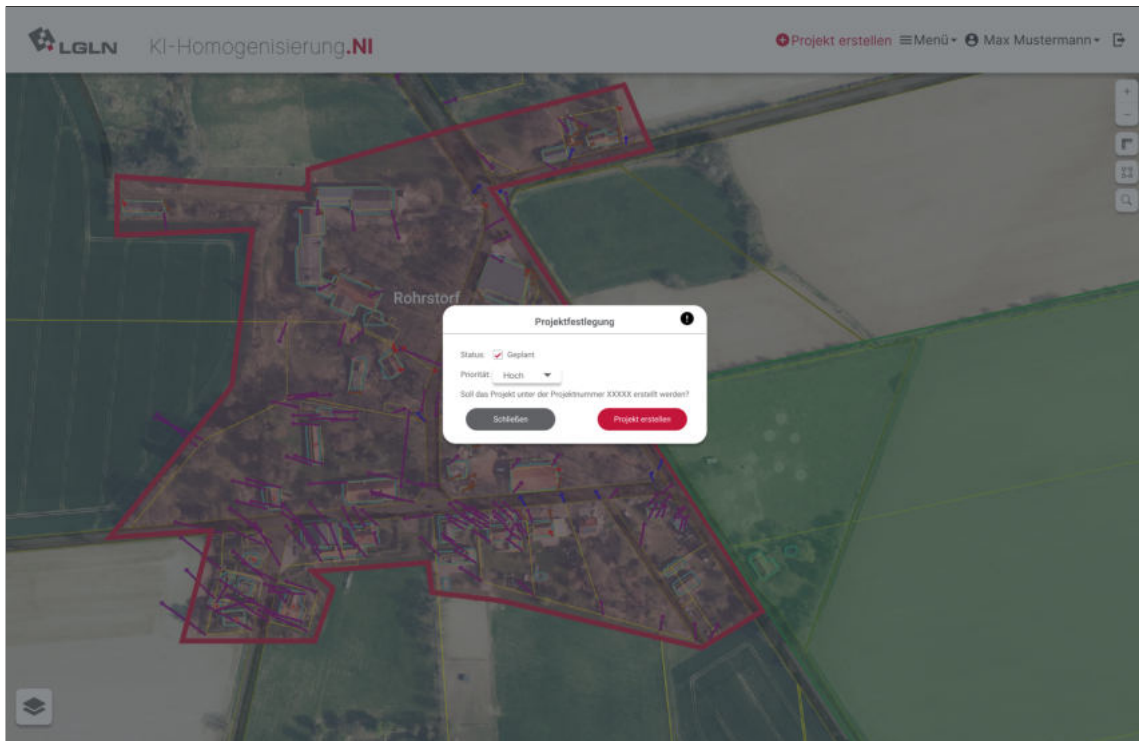 LGLN
KI-Homogenisierung.NI
Projekt erstellen Menü Max Mustermann
+
-
Rohrstorf
Projektfestlegung
!
Status: Geplant
Priorität: Hoch
Soll das Projekt unter der Projektnummer XXXXX erstellt werden?
Schließen Projekt erstellen